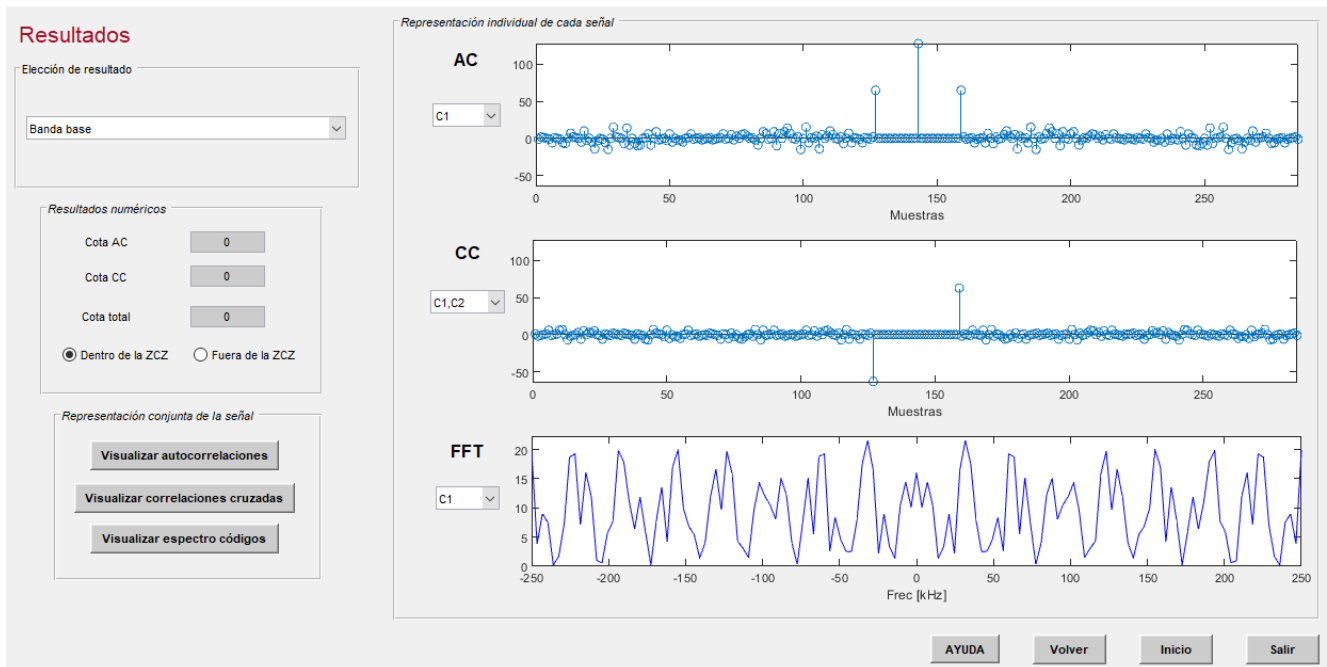 Resultados
Elección de resultado
Banda base
Resultados numéricos
Cota AC
0
Cota CC
0
Cota total
0
Dentro de la ZCZ
Fuera de la ZCZ
Representación conjunta de la señal
Visualizar autocorrelaciones
Visualizar correlaciones cruzadas
Visualizar espectro códigos
Representación individual de cada señal
AC
C1
100
50
0
-50
0 50 100 150 200 250
Muestras
CC
C1,C2
100
50
0
-50
0 50 100 150 200 250
Muestras
FFT
C1
20
15
10
5
0
-250 -200 -150 -100 -50 0 50 100 150 200 250
Frec [kHz]
AYUDA
Volver
Inicio
Salir